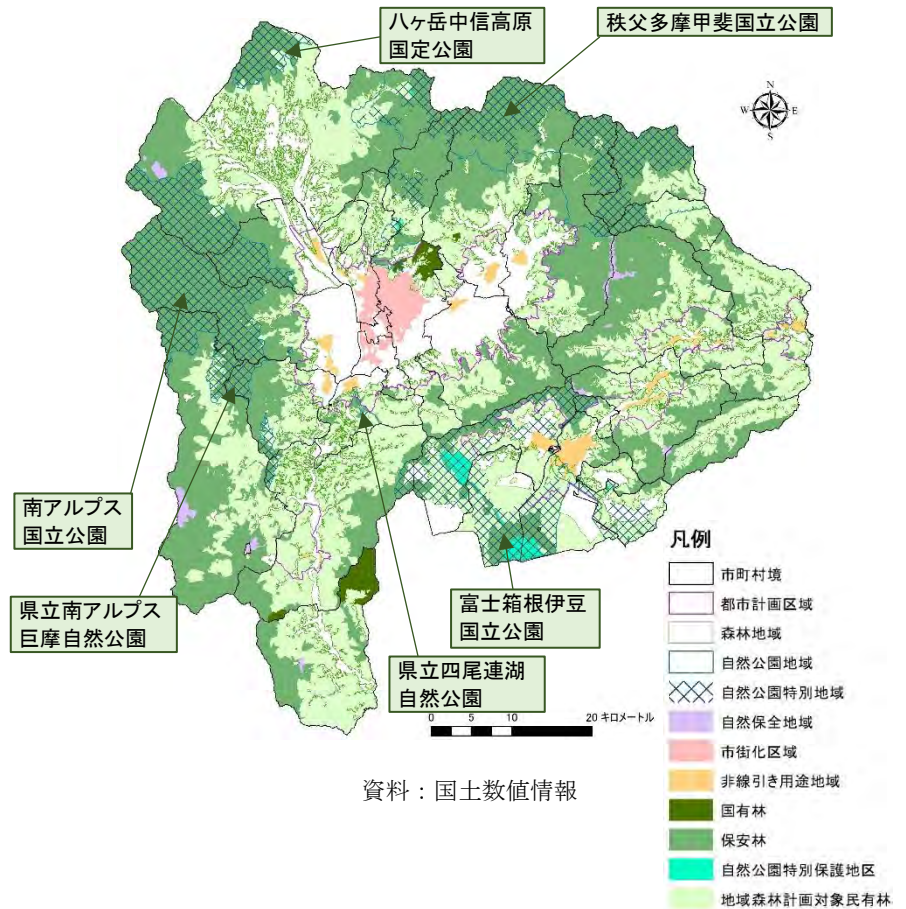 八ヶ岳中信高原
国定公園
秩父多摩甲斐国立公園
N
W
E
S
南アルプス
国立公園
県立南アルプス
巨摩自然公園
富士箱根伊豆
国立公園
県立四尾連湖
自然公園
0 5 10 20 キロメートル
資料：国土数値情報
凡例
市町村境
都市計画区域
森林地域
自然公園地域
自然公園特別地域
自然保全地域
市街化区域
非線引き用途地域
国有林
保安林
自然公園特別保護地区
地域森林計画対象民有林